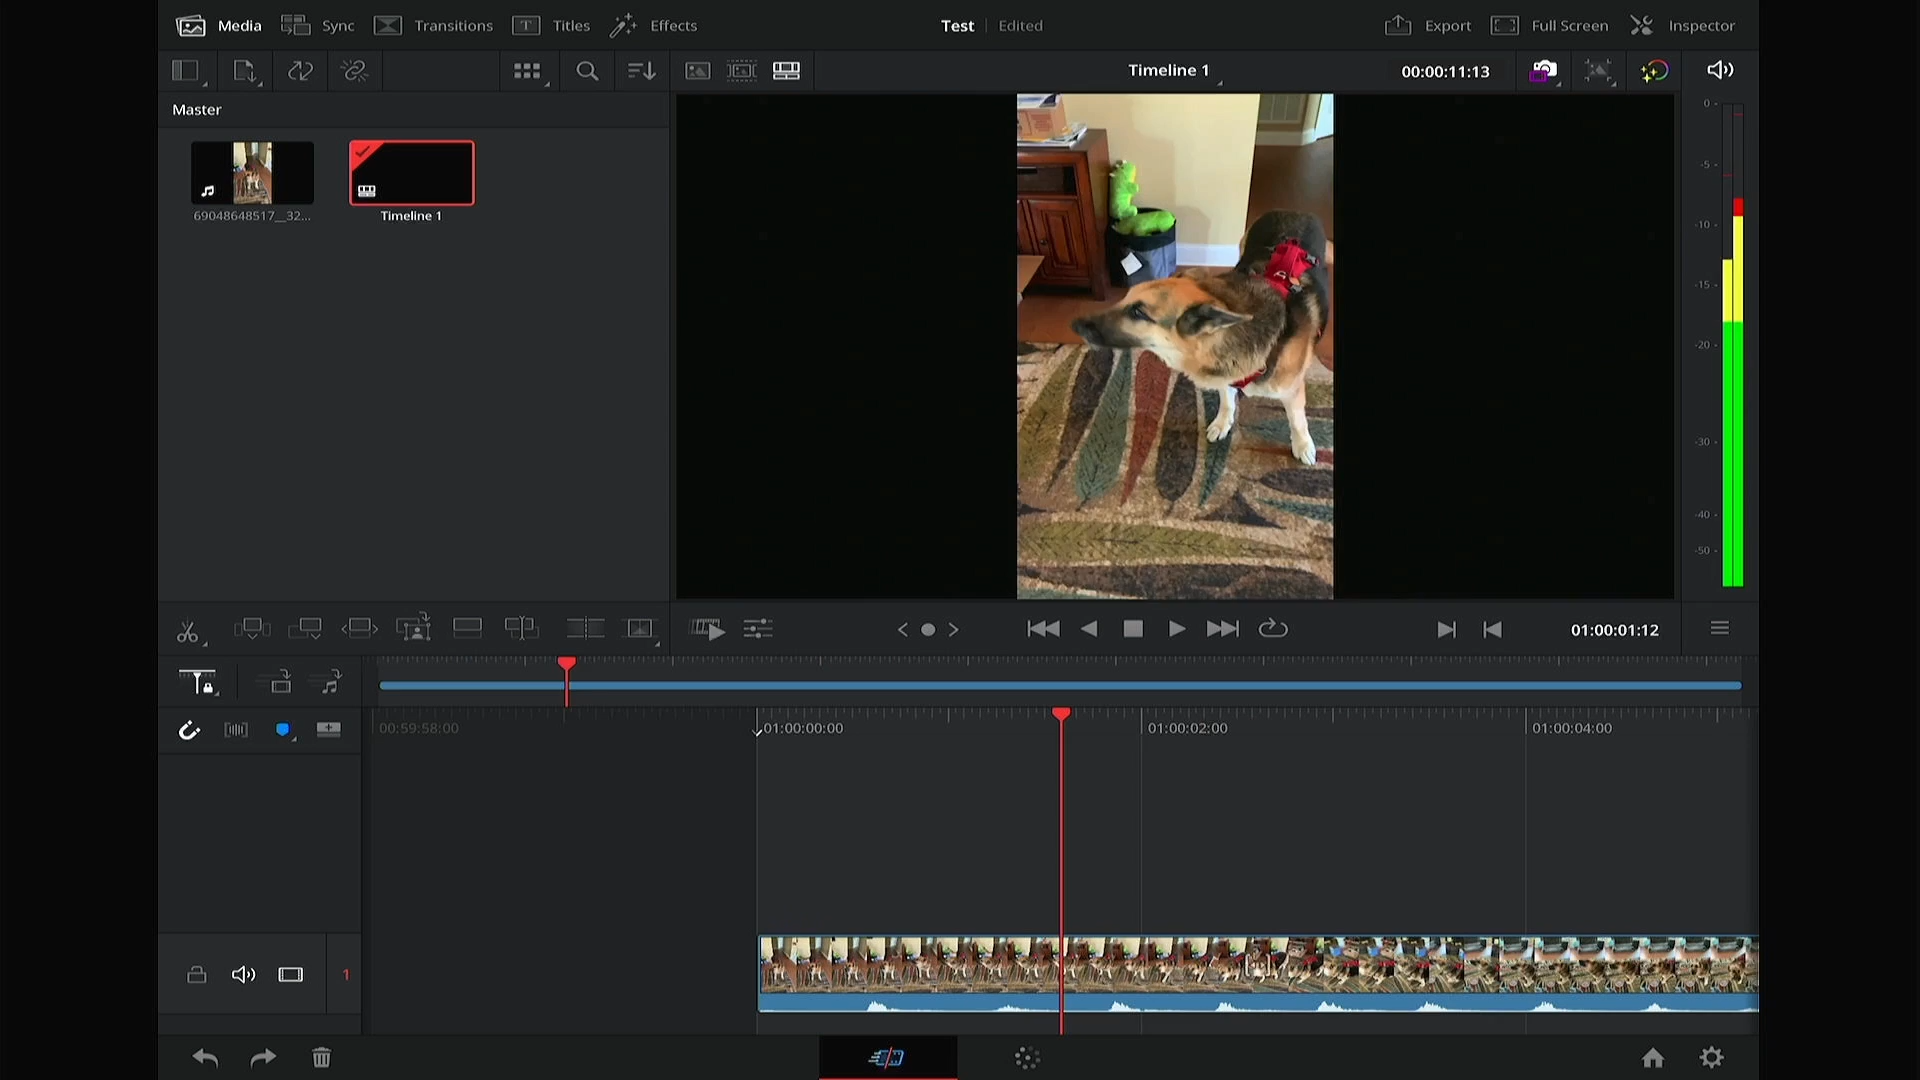 Media
Sync
Transitions
Titles
Effects
Test
Edited
Export
Full Screen
Inspector
Timeline 1
00:00:11:13
Master
69048648517__32...
Timeline 1
0
-5
-10
-15
-20
-30
-40
-50
01:00:01:12
00:59:58:00
01:00:00:00
01:00:02:00
01:00:04:00
1